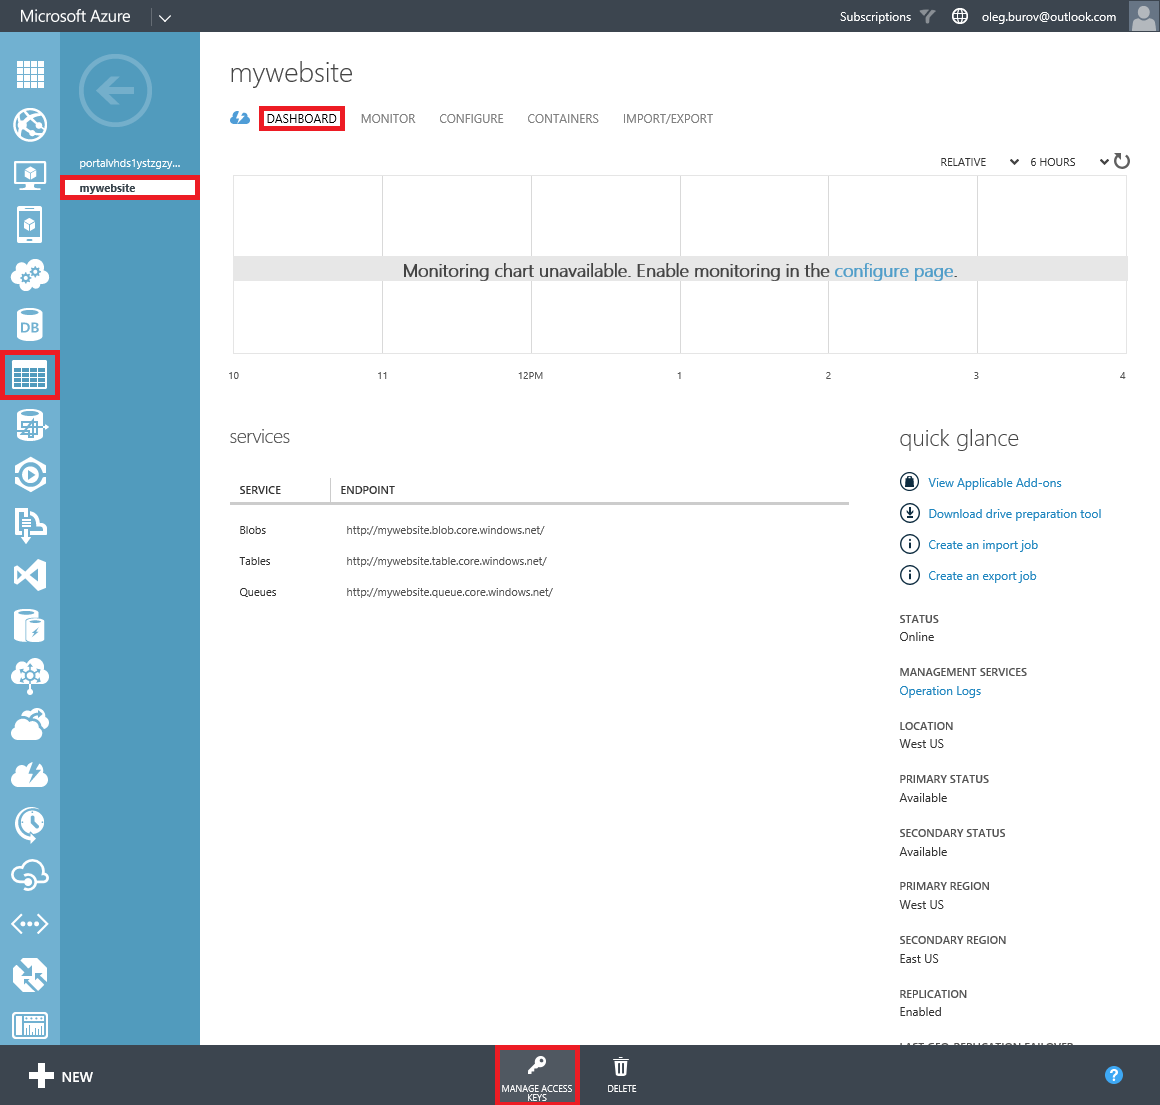 Microsoft Azure
Subscriptions
oleg.burov@outlook.com
portalvhds1ystzgzy...
mywebsite
DB
mywebsite
DASHBOARD MONITOR CONFIGURE CONTAINERS IMPORT/EXPORT
RELATIVE 6 HOURS
Monitoring chart unavailable. Enable monitoring in the configure page.
10 11 12PM 1 2 3 4
services
SERVICE ENDPOINT
Blobs http://mywebsite.blob.core.windows.net/
Tables http://mywebsite.table.core.windows.net/
Queues http://mywebsite.queue.core.windows.net/
quick glance
View Applicable Add-ons
Download drive preparation tool
Create an import job
Create an export job
STATUS
Online
MANAGEMENT SERVICES
Operation Logs
LOCATION
West US
PRIMARY STATUS
Available
SECONDARY STATUS
Available
PRIMARY REGION
West US
SECONDARY REGION
East US
REPLICATION
Enabled
LAST GEO-REPLICATION FAILOVER
NEW
MANAGE ACCESS
KEYS
DELETE
?